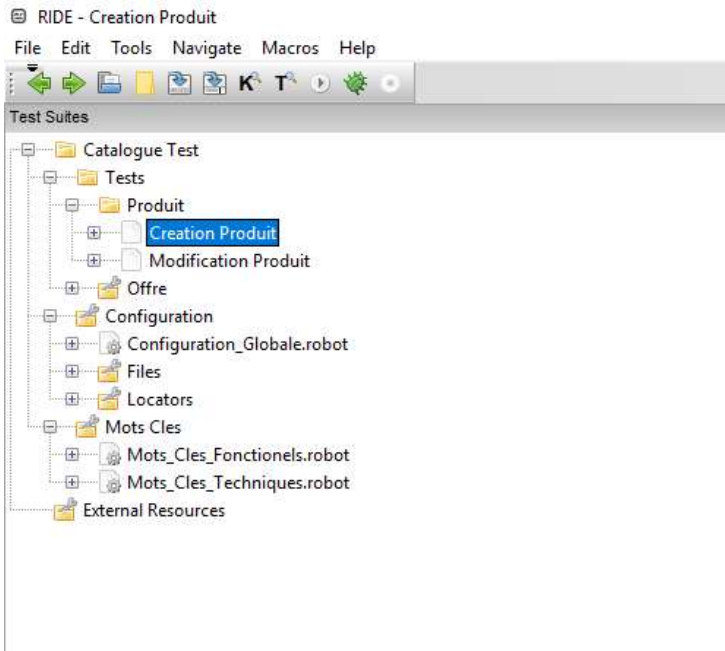 RIDE - Creation Produit
File Edit Tools Navigate Macros Help
K T
Test Suites
Catalogue Test
Tests
Produit
Creation Produit
Modification Produit
Offre
Configuration
Configuration_Globale.robot
Files
Locators
Mots Cles
Mots_Cles_Fonctionels.robot
Mots_Cles_Techniques.robot
External Resources